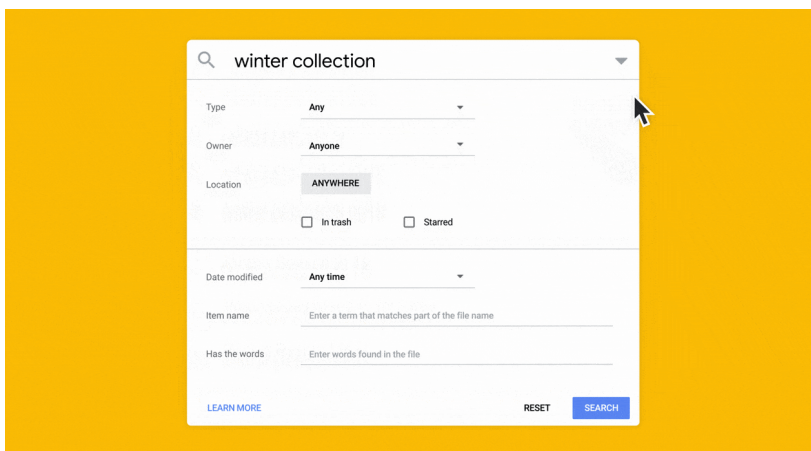 winter collection
Type Any
Owner Anyone
Location ANYWHERE
In trash Starred
Date modified Any time
Item name Enter a term that matches part of the file name
Has the words Enter words found in the file
LEARN MORE RESET SEARCH